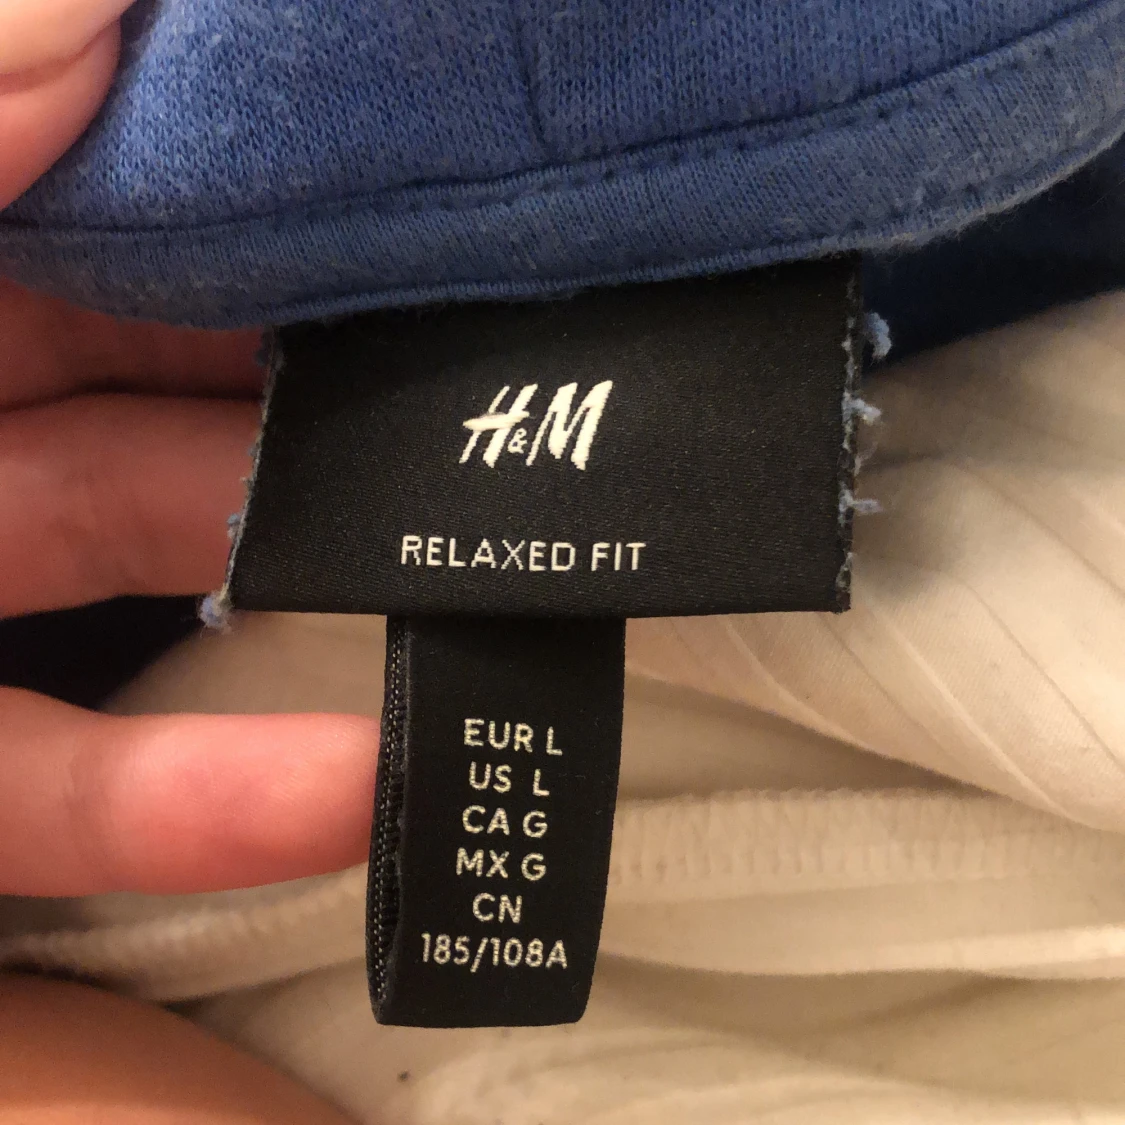 H&M
RELAXED FIT
EUR L
US L
CA G
MX G
CN
185/108A